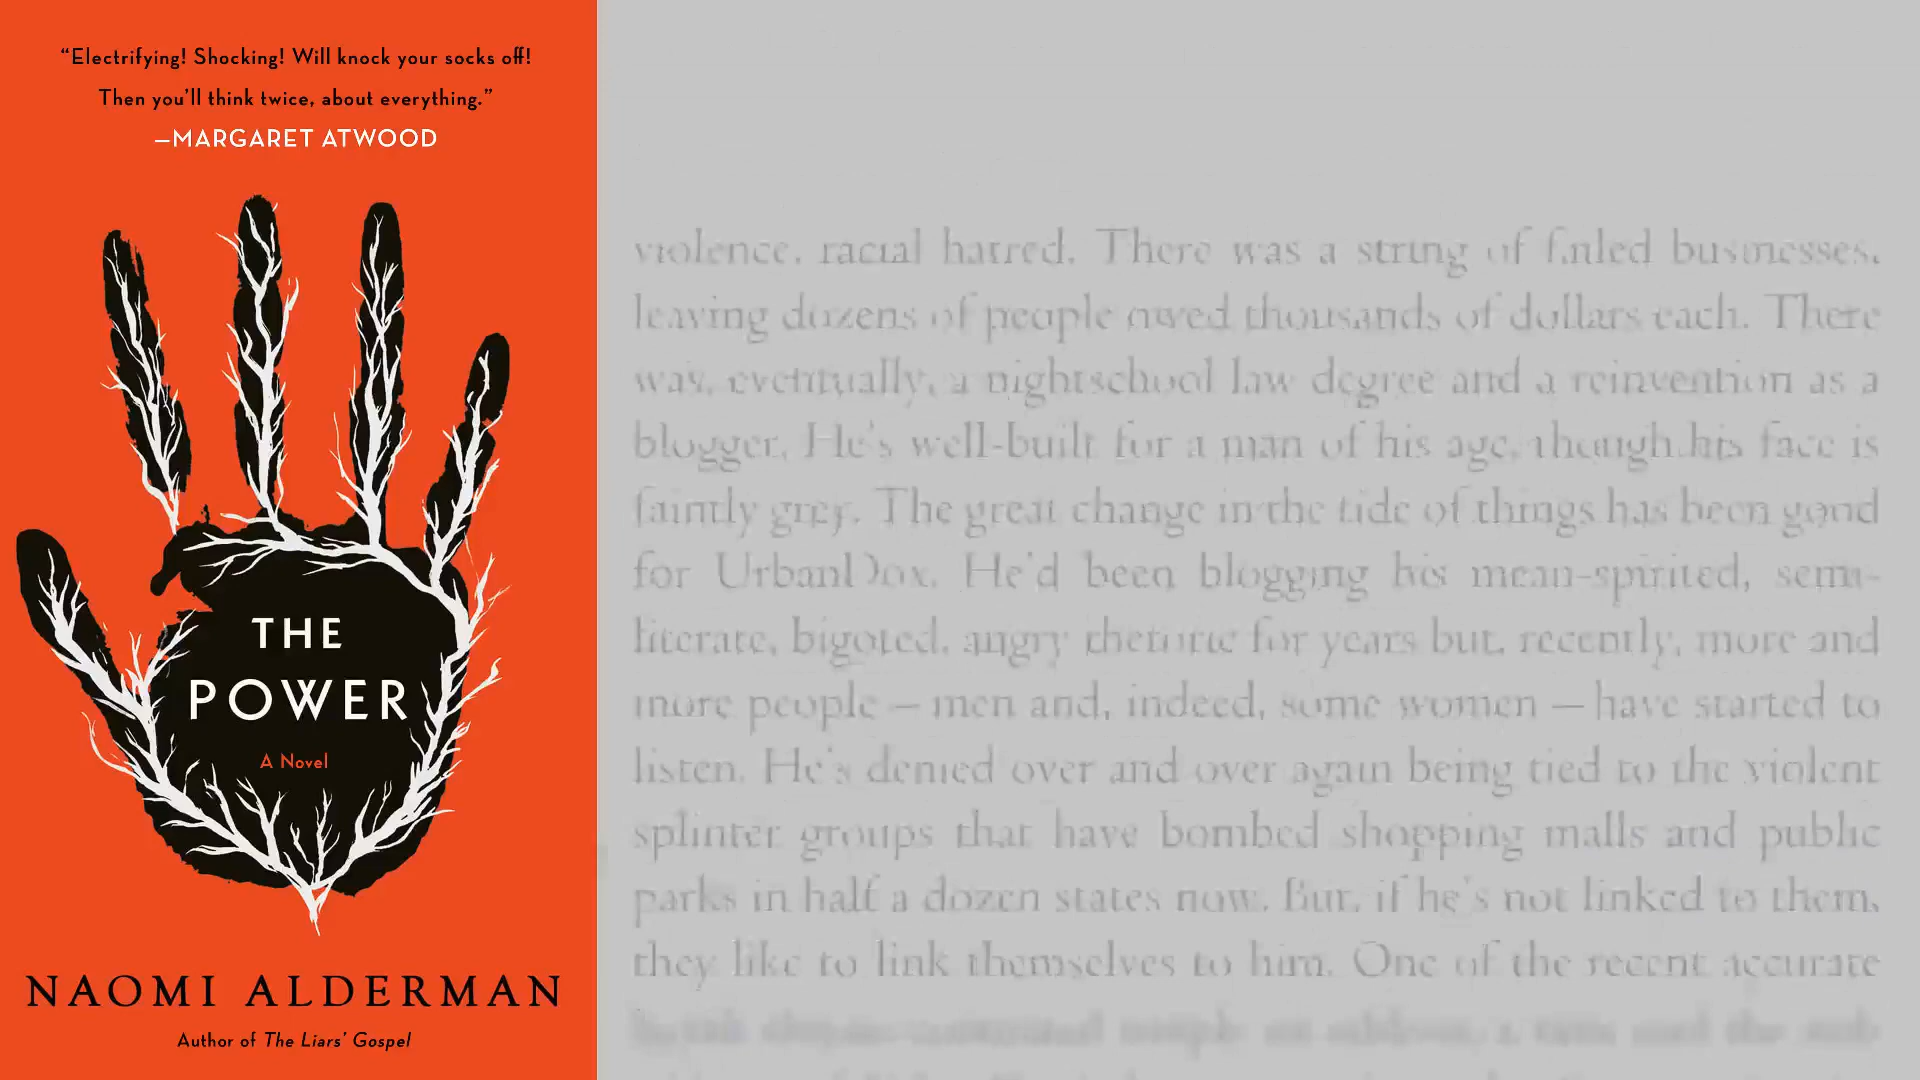 “Electrifying! Shocking! Will knock your socks off!
Then you’ll think twice, about everything.”
—MARGARET ATWOOD
THE
POWER
A Novel
NAOMI ALDERMAN
Author of The Liars’ Gospel
violence, racial hatred. There was a string of failed businesses,
leaving dozens of people owed thousands of dollars each. There
was, eventually, a nightschool law degree and a reinvention as a
blogger. He’s well-built for a man of his age, though his face is
faintly grey. The great change in the tide of things has been good
for UrbanDox. He’d been blogging his mean-spirited, semi-
literate, bigoted, angry rhetoric for years but, recently, more and
more people – men and, indeed, some women – have started to
listen. He’s denied over and over again being tied to the violent
splinter groups that have bombed shopping malls and public
parks in half a dozen states now. But, if he’s not linked to them,
they like to link themselves to him. One of the recent accurate